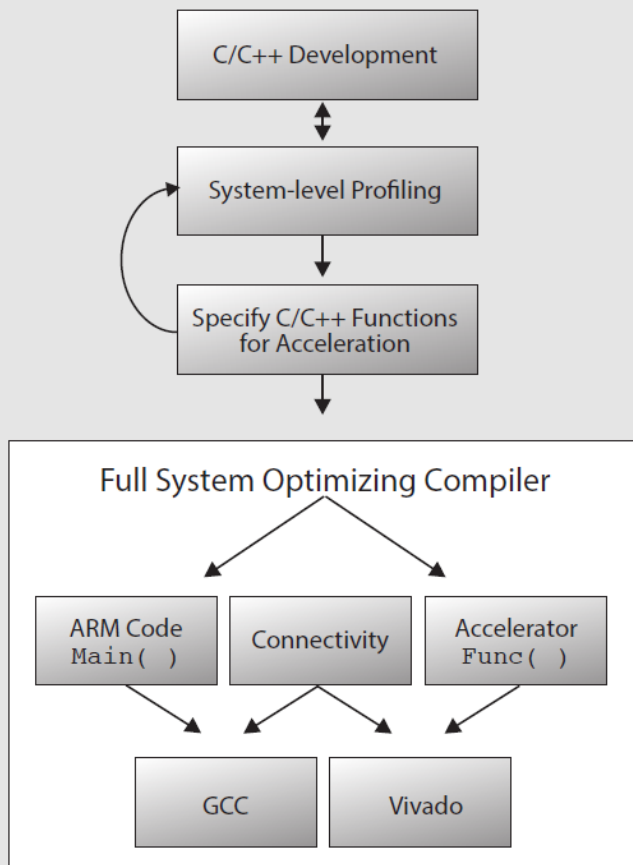 C/C++ Development
System-level Profiling
Specify C/C++ Functions
for Acceleration
Full System Optimizing Compiler
ARM Code
Main( )
Connectivity
Accelerator
Func( )
GCC
Vivado